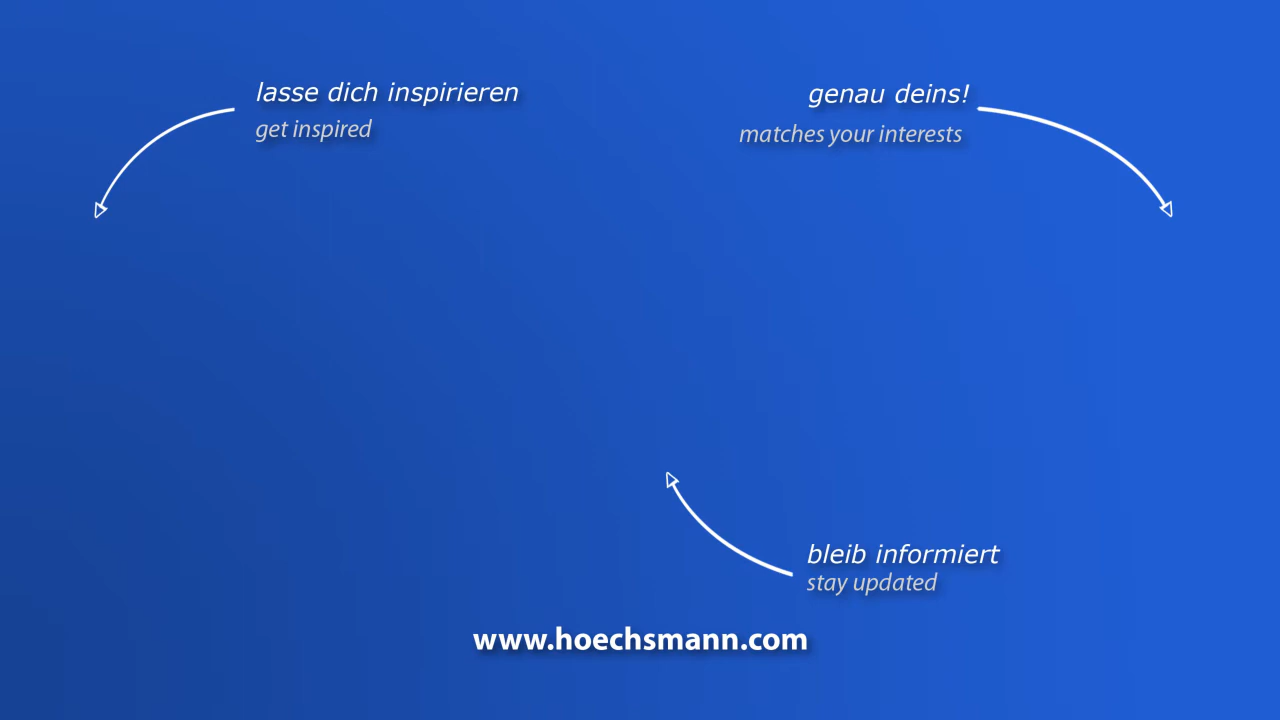 lasse dich inspirieren
get inspired
genau deins!
matches your interests
bleib informiert
stay updated
www.hoechsmann.com